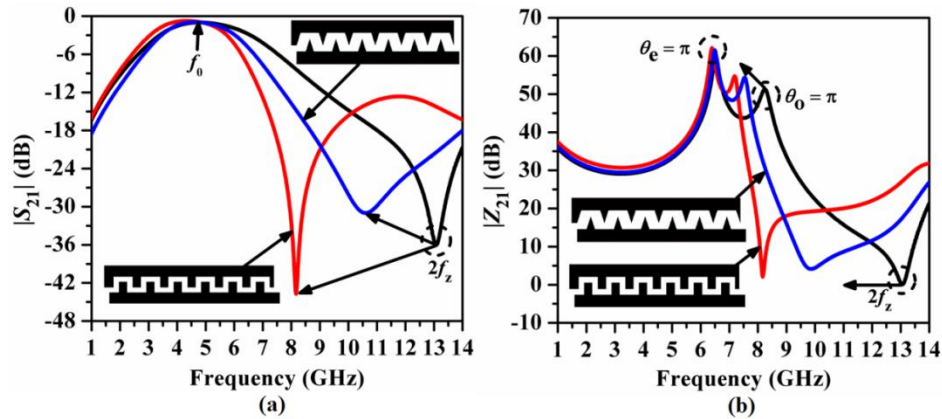 0
-6
-12
-18
-24
-30
-36
-42
-48
|S21| (dB)
f0
2fz
1 2 3 4 5 6 7 8 9 10 11 12 13 14
Frequency (GHz)
(a)
70
60
50
40
30
20
10
0
-10
|Z21| (dB)
θe = π
θo = π
2fz
1 2 3 4 5 6 7 8 9 10 11 12 13 14
Frequency (GHz)
(b)